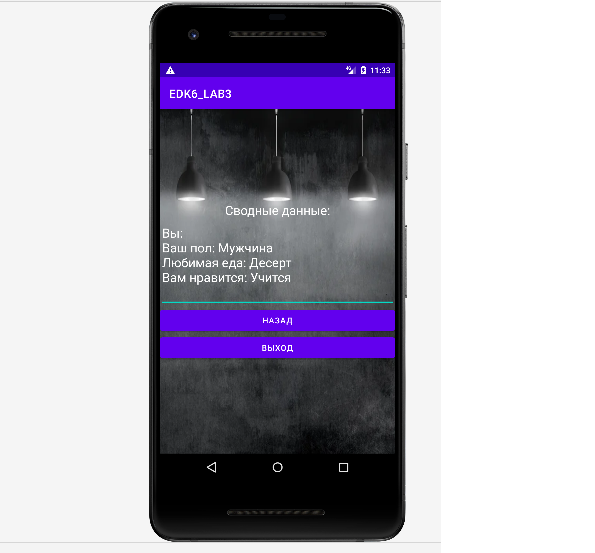 11:33
EDK6_LAB3
Сводные данные:
Вы:
Ваш пол: Мужчина
Любимая еда: Десерт
Вам нравится: Учится
НАЗАД
ВЫХОД